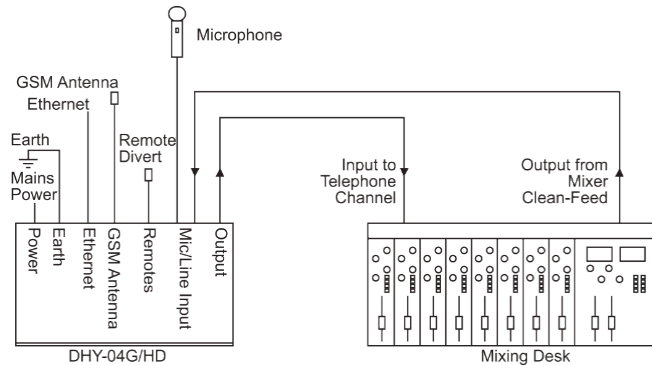 Microphone
GSM Antenna
Ethernet
Earth
Mains
Power
Remote
Divert
Input to
Telephone
Channel
Output from
Mixer
Clean-Feed
Power
Earth
Ethernet
GSM Antenna
Remotes
Mic/Line Input
Output
DHY-04G/HD
Mixing Desk